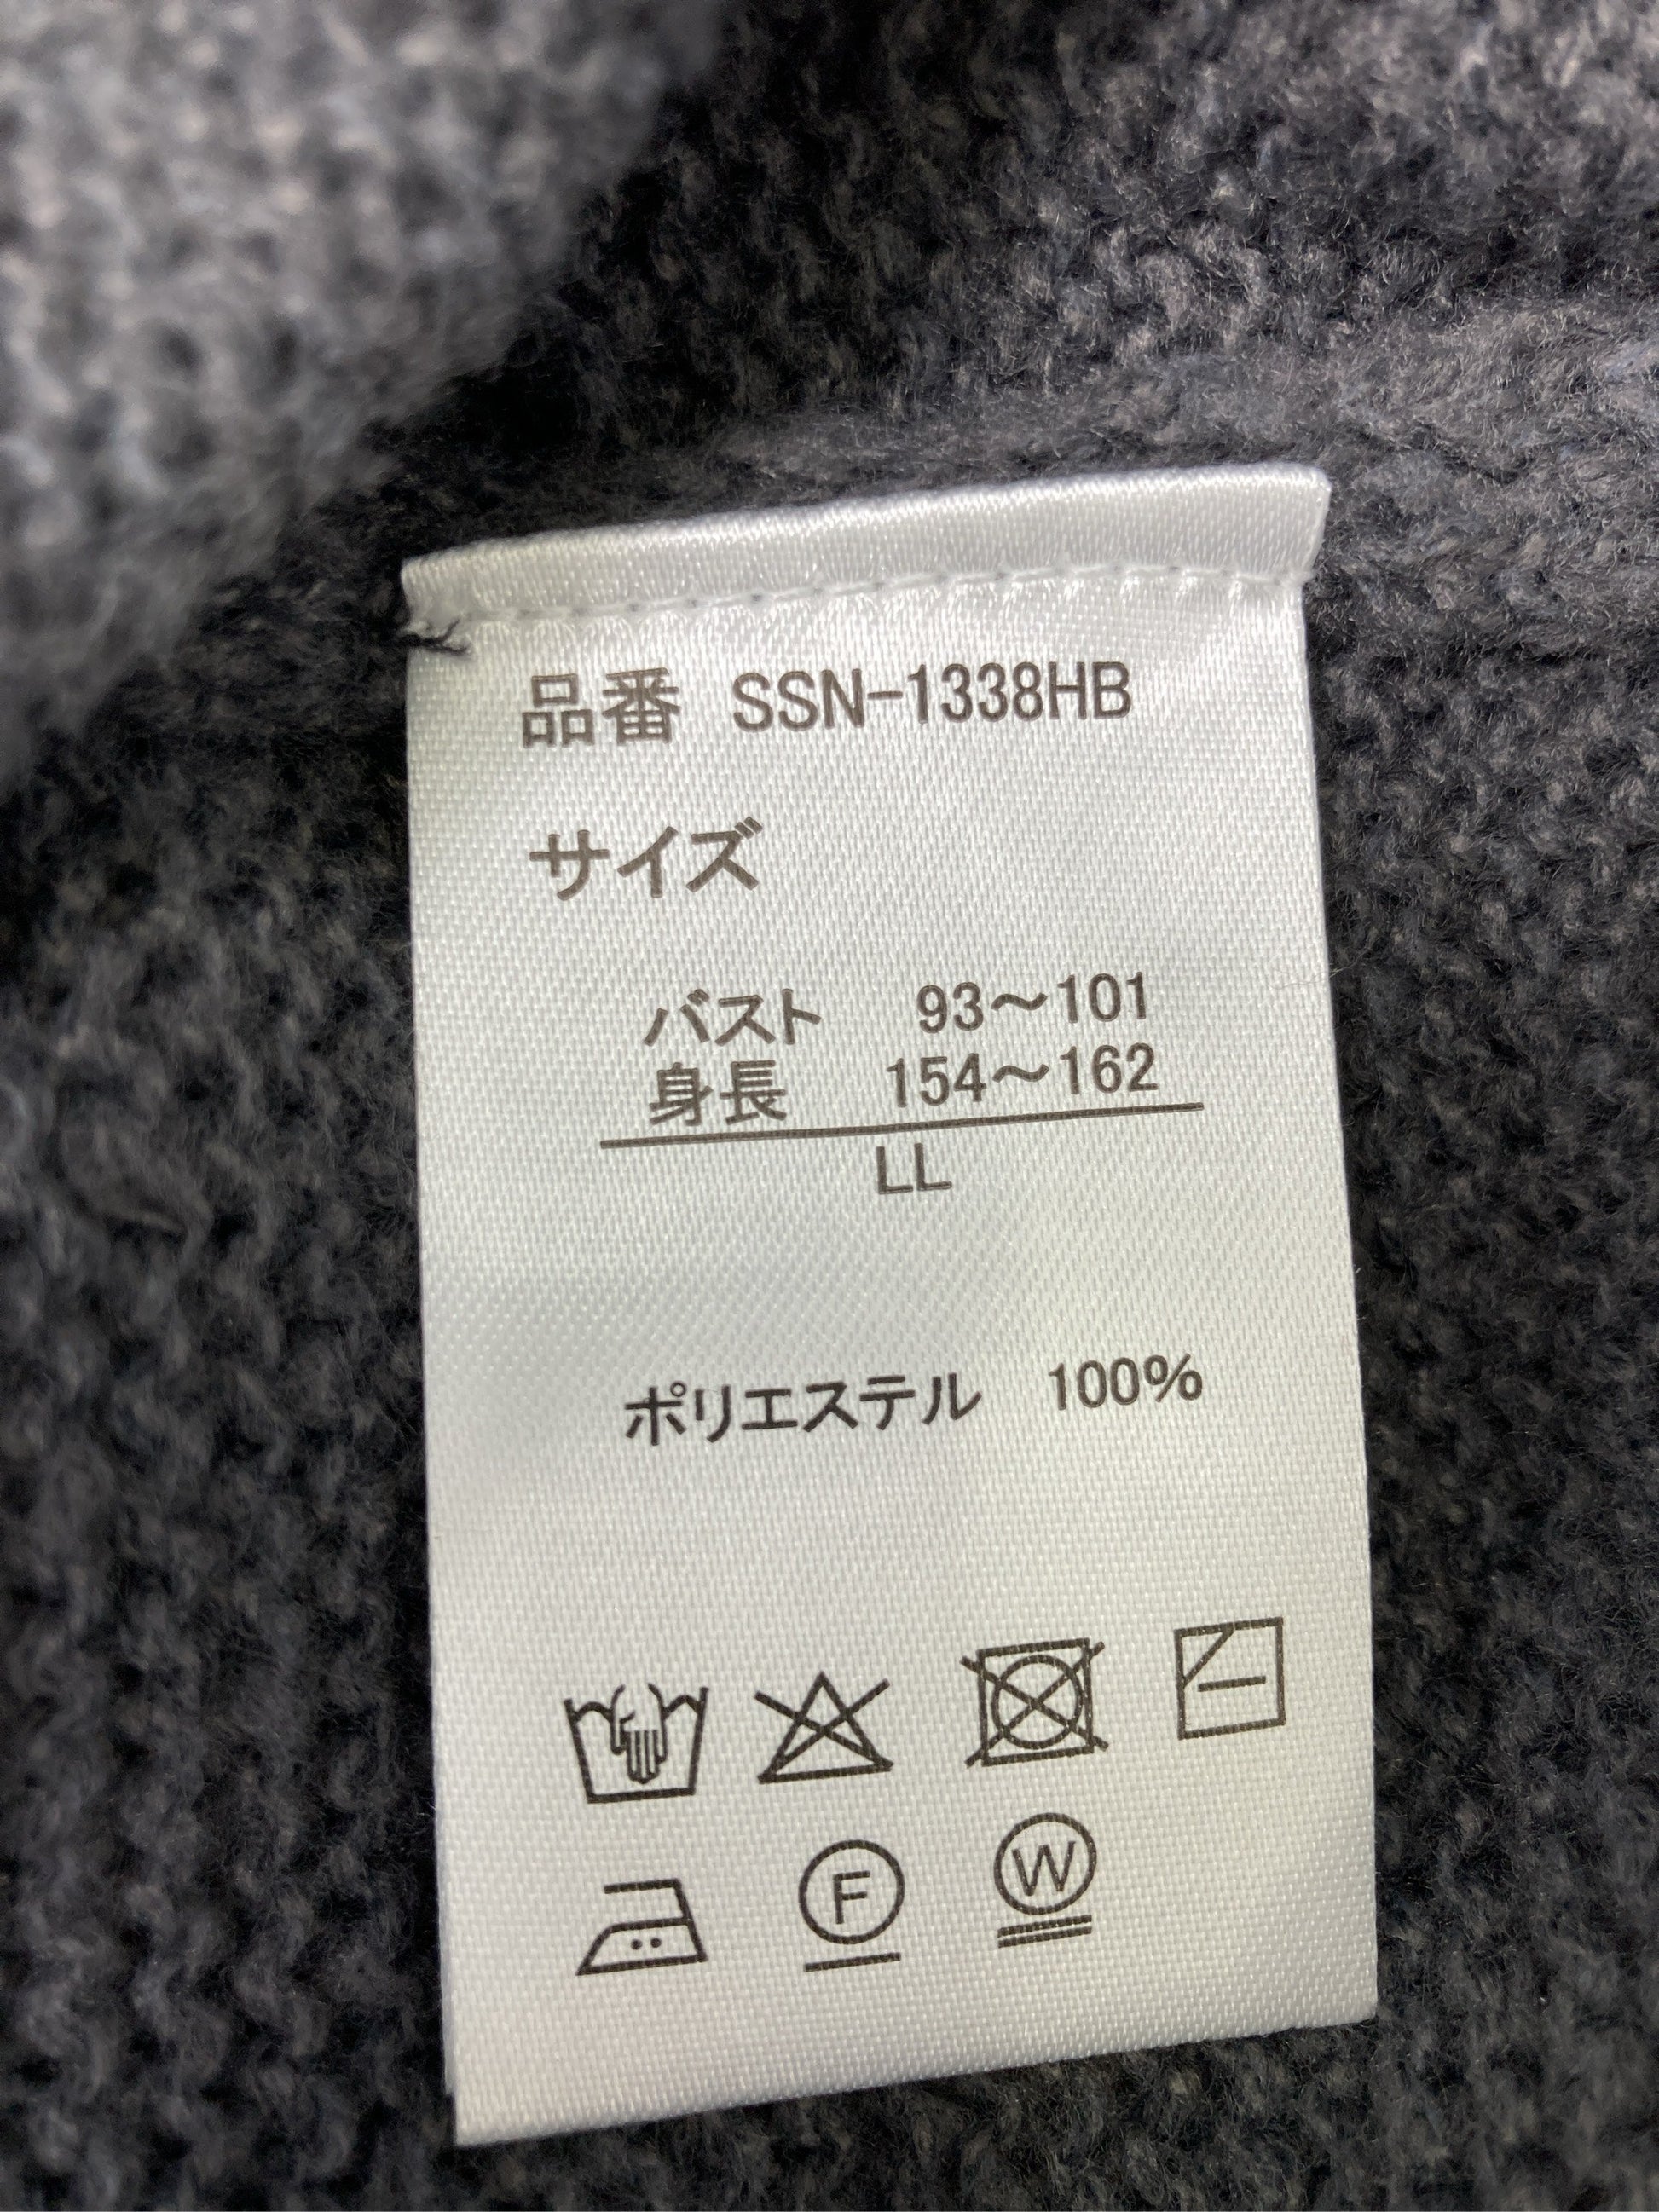 品番 SSN-1338HB
サイズ
バスト 93～101
身長 154～162
LL
ポリエステル 100%
F W